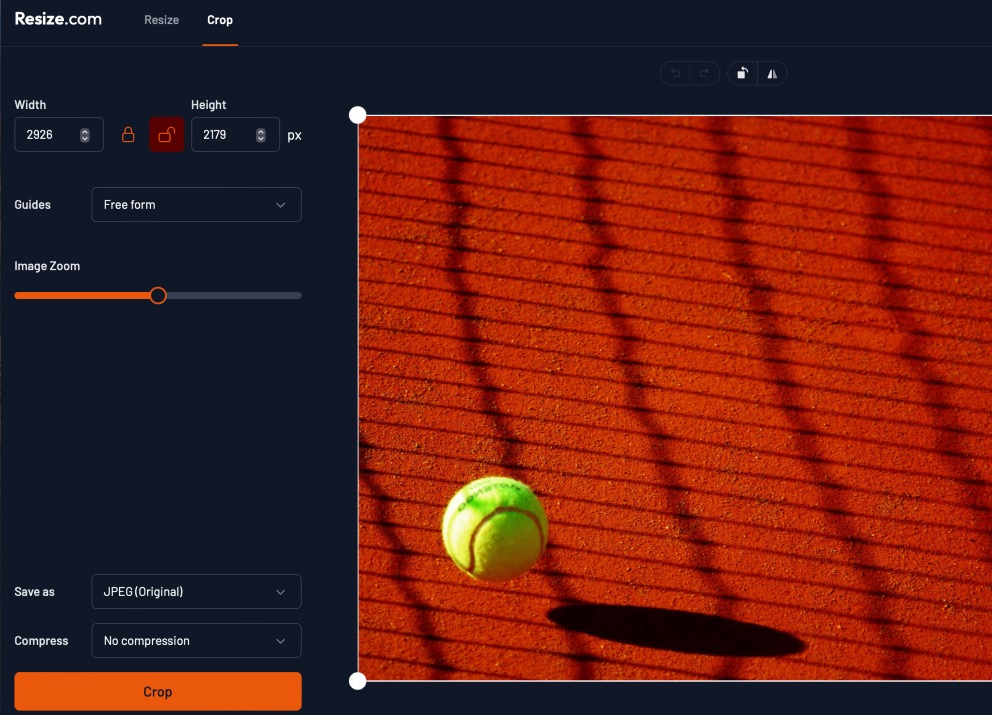 Resize.com Resize Crop
Width Height
2926 2179 px
Guides Free form
Image Zoom
Save as JPEG (Original)
Compress No compression
Crop